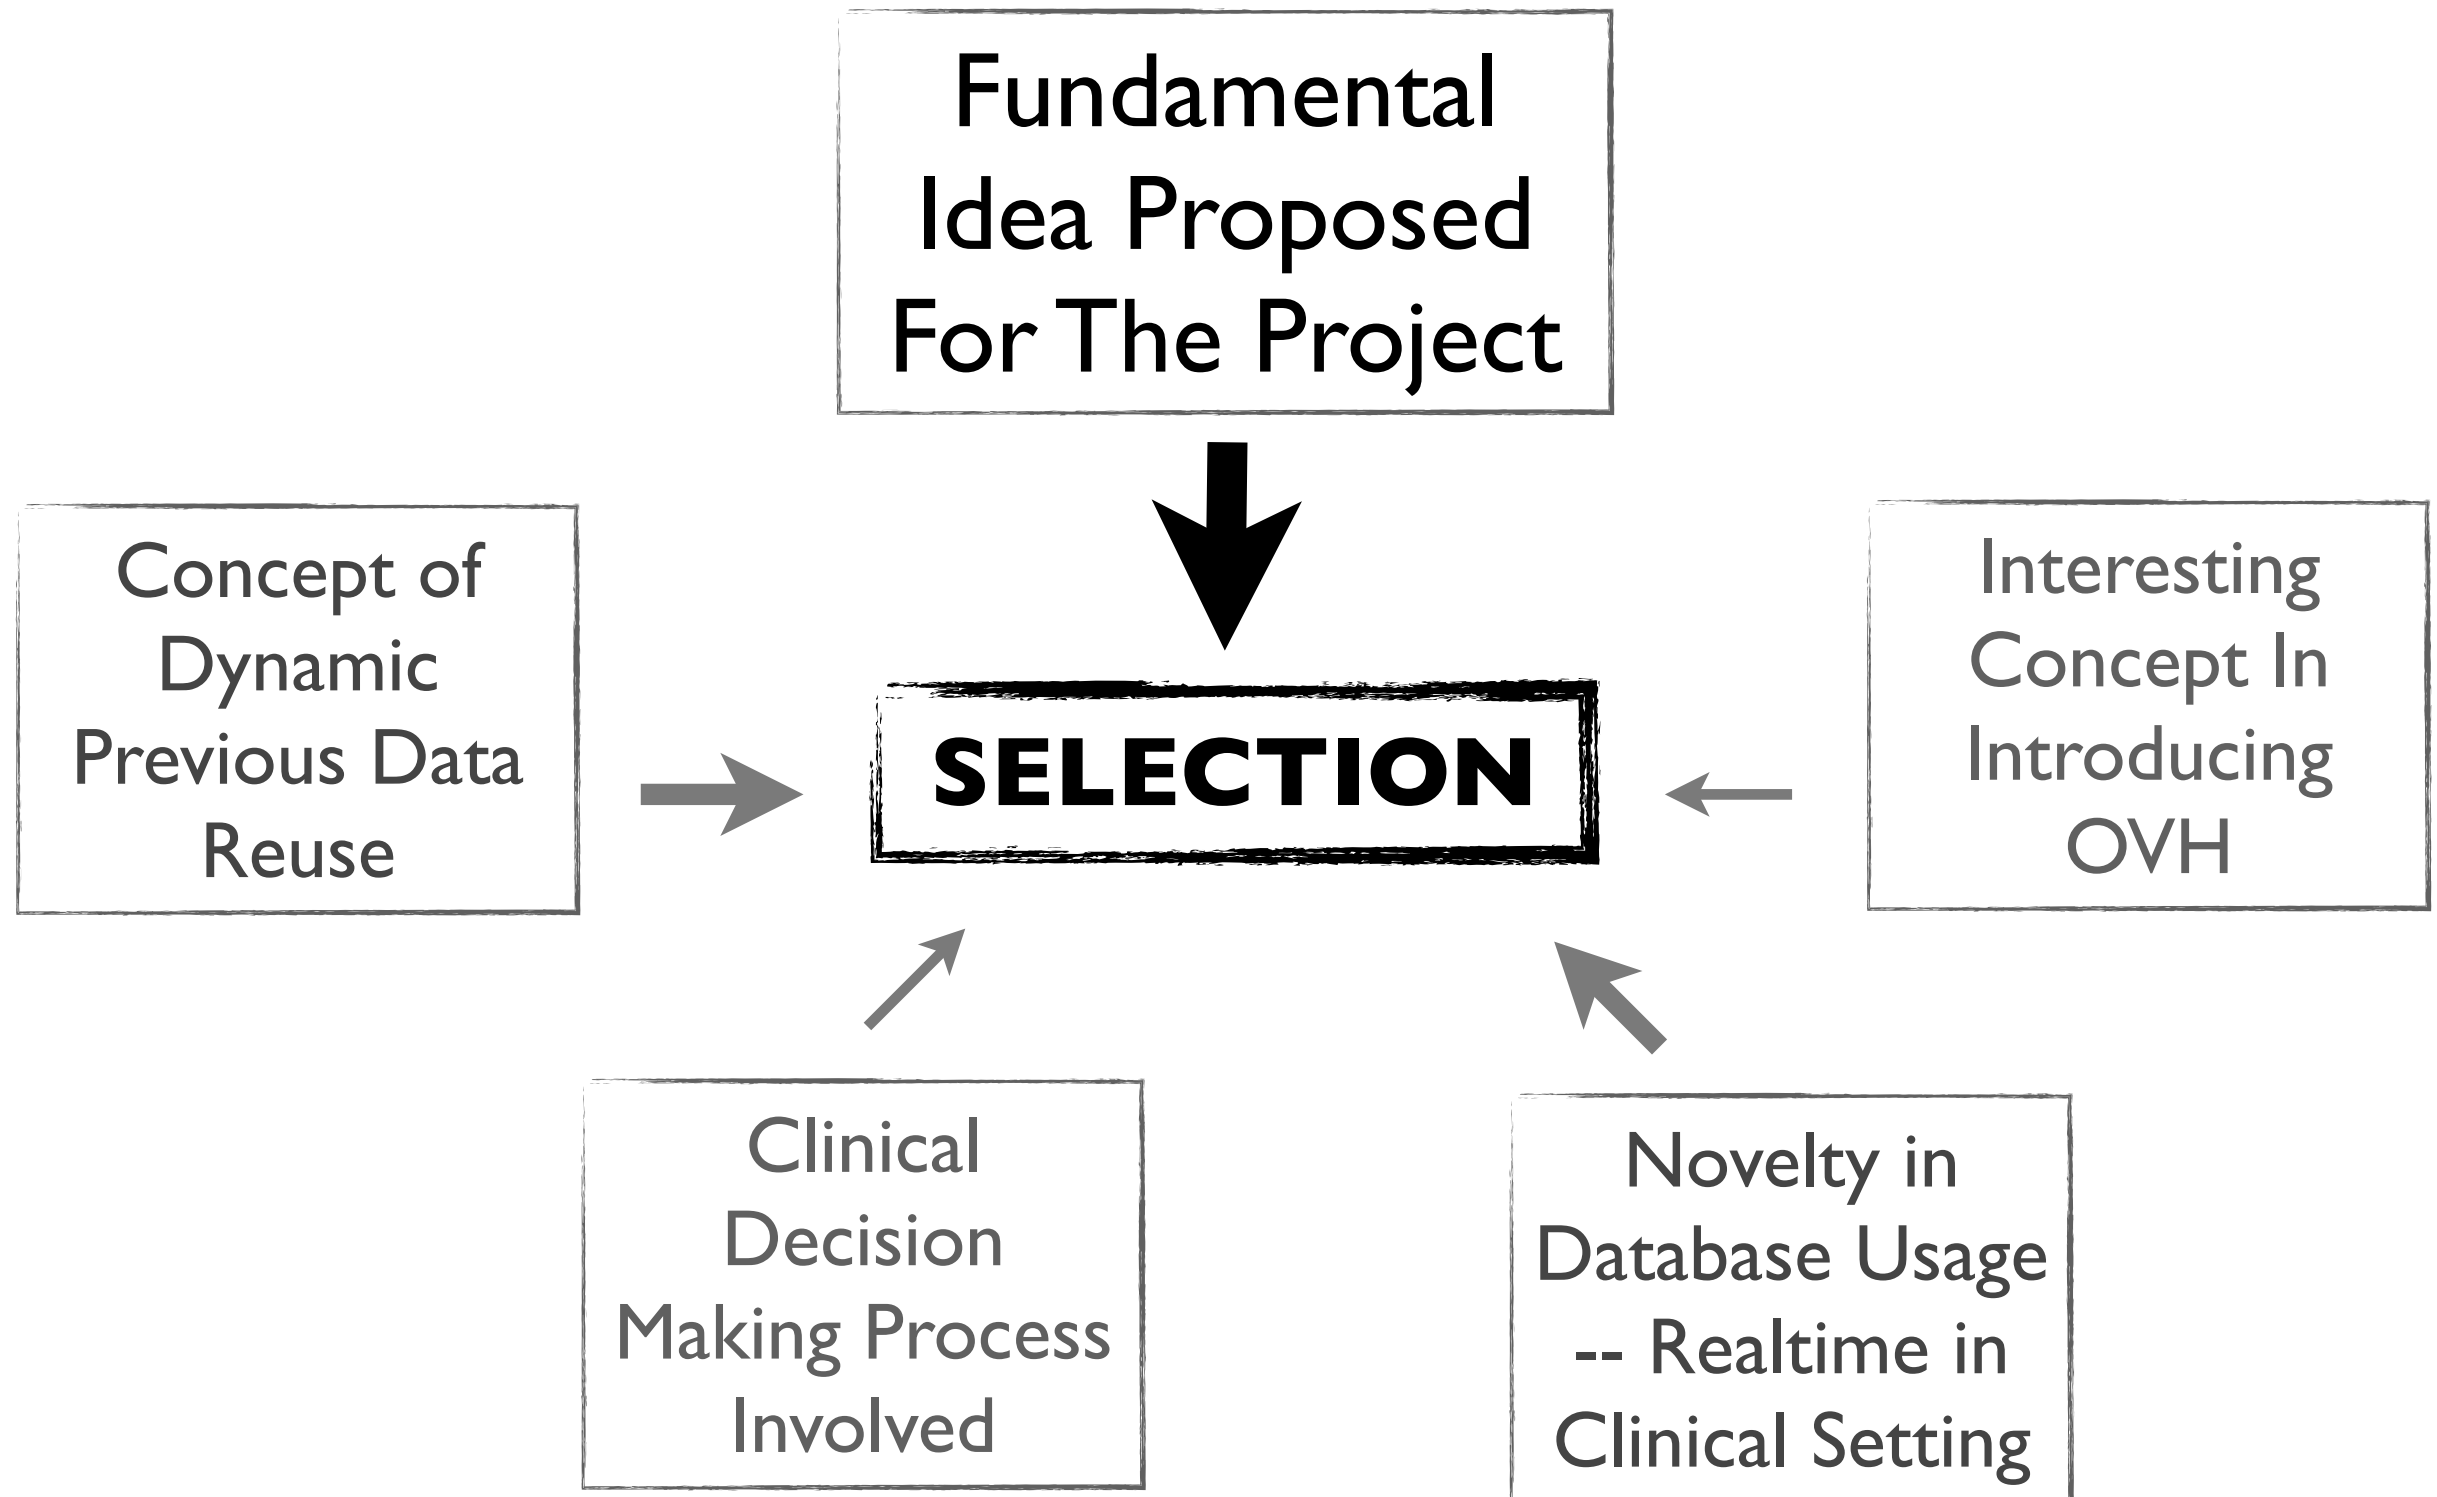 Fundamental
Idea Proposed
For The Project
Concept of
Dynamic
Previous Data
Reuse
SELECTION
Interesting
Concept In
Introducing
OVH
Clinical
Decision
Making Process
Involved
Novelty in
Database Usage
-- Realtime in
Clinical Setting